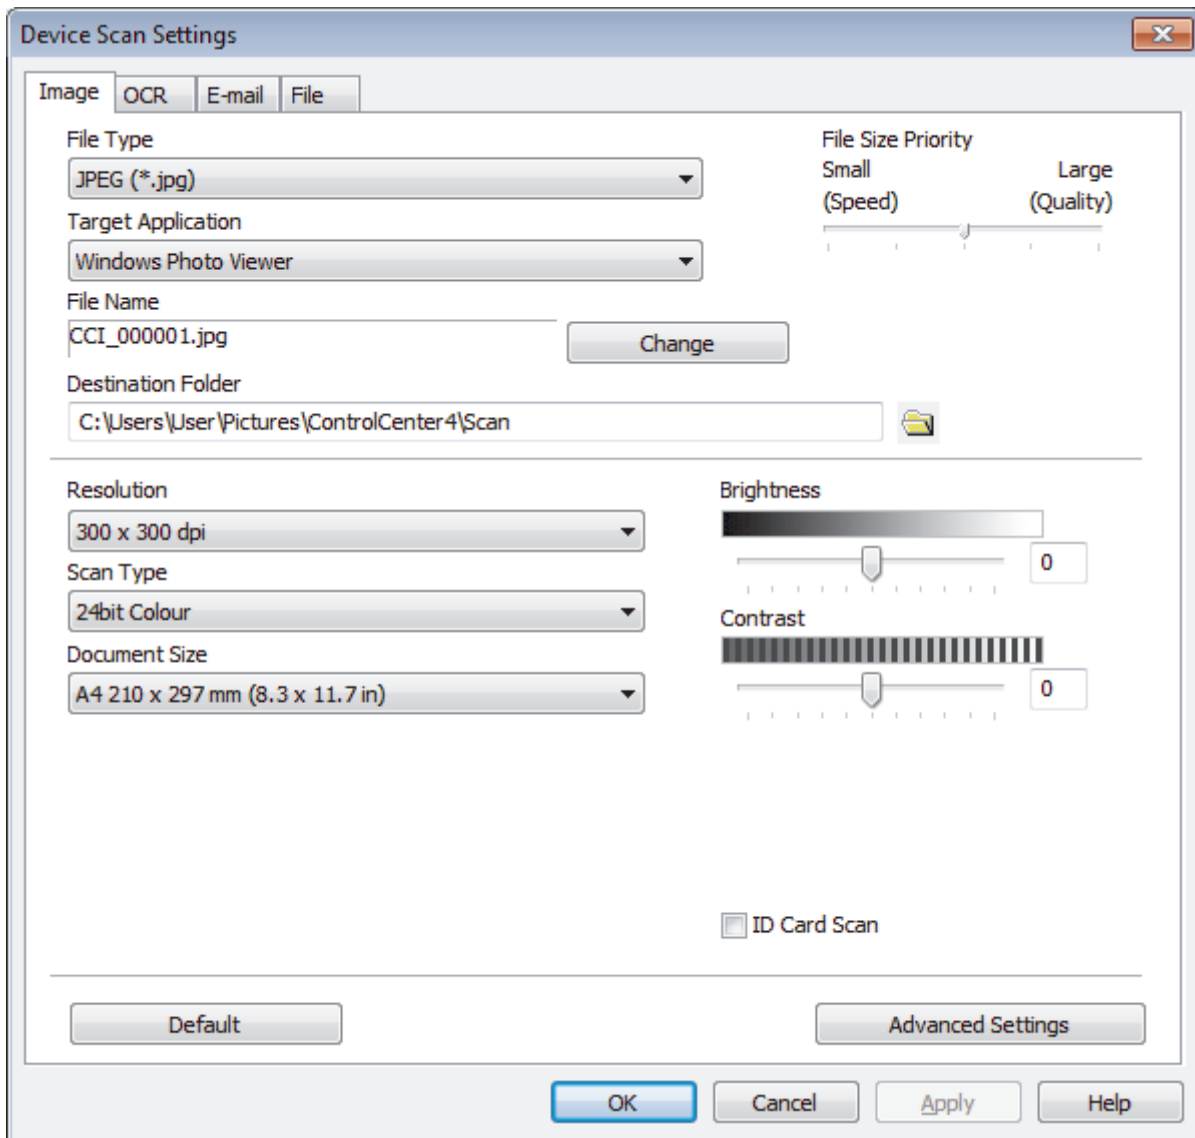 Device Scan Settings
Image OCR E-mail File
File Type
JPEG (*.jpg)
Target Application
Windows Photo Viewer
File Name
CCI_000001.jpg
Change
Destination Folder
C:\Users\User\Pictures\ControlCenter4\Scan
File Size Priority
Small Large
(Speed) (Quality)
Resolution
300 x 300 dpi
Scan Type
24bit Colour
Document Size
A4 210 x 297 mm (8.3 x 11.7 in)
Brightness
0
Contrast
0
ID Card Scan
Default Advanced Settings
OK Cancel Apply Help